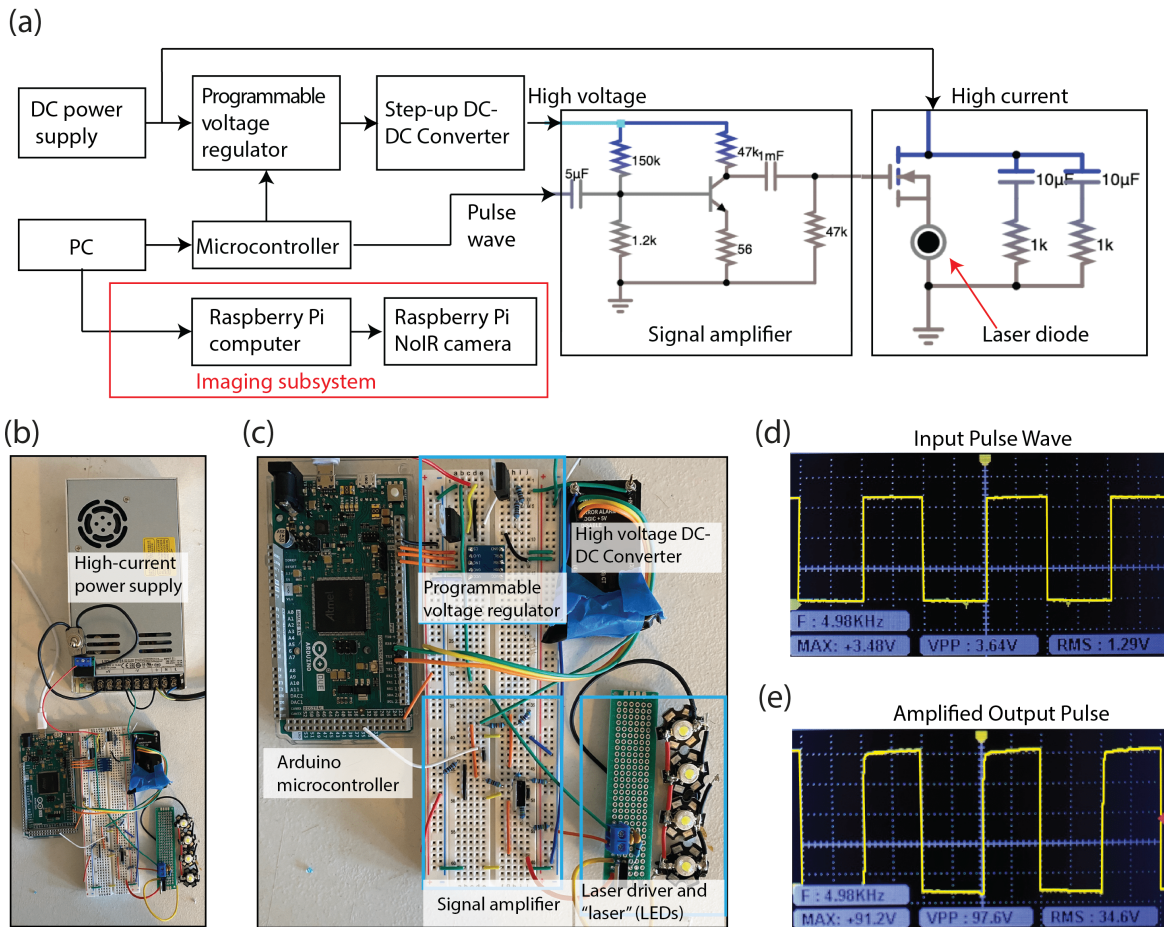 (a)
DC power
supply
Programmable
voltage
regulator
Step-up DC-
DC Converter
High voltage
High current
150k
47k
1mF
5µF
1.2k
56
47k
10µF
10µF
1k
1k
Pulse
wave
PC
Microcontroller
Signal amplifier
Laser diode
Raspberry Pi
computer
Raspberry Pi
NoIR camera
Imaging subsystem
(b)
High-current
power supply
(c)
High voltage DC-
DC Converter
Programmable
voltage regulator
Atmel
ARDUINO
DUE
Arduino
microcontroller
Signal amplifier
Laser driver and
“laser” (LEDs)
(d)
Input Pulse Wave
F : 4.98KHz
MAX: +3.48V
VPP : 3.64V
RMS : 1.29V
(e)
Amplified Output Pulse
F : 4.98KHz
MAX: +91.2V
VPP : 97.6V
RMS : 34.6V